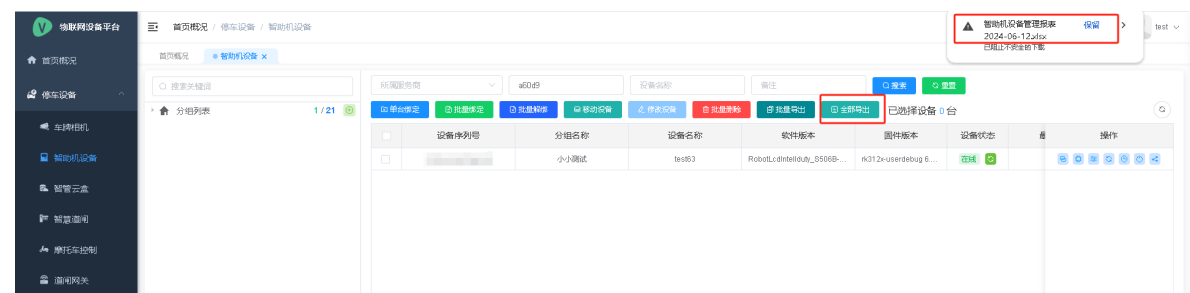 物联网设备平台
首页概况 / 停车设备 / 智助机设备
智助机设备管理报表
2024-06-12.xlsx
已阻止不安全的下载
保留
test
首页概况
智助机设备 ×
首页概况
停车设备
车牌相机
智助机设备
智管云盒
智慧道闸
摩托车控制
道闸网关
搜索关键词
分组列表
1 / 21
所属服务商
a60d9
设备名称
备注
搜索
重置
单台绑定
批量绑定
批量解绑
移动设备
修改设备
批量删除
批量导出
全部导出
已选择设备 0 台
设备序列号
分组名称
设备名称
软件版本
固件版本
设备状态
操作
小小测试
test63
RobotLcdIntelliduty_S506B-...
rk312x-userdebug 6....
在线